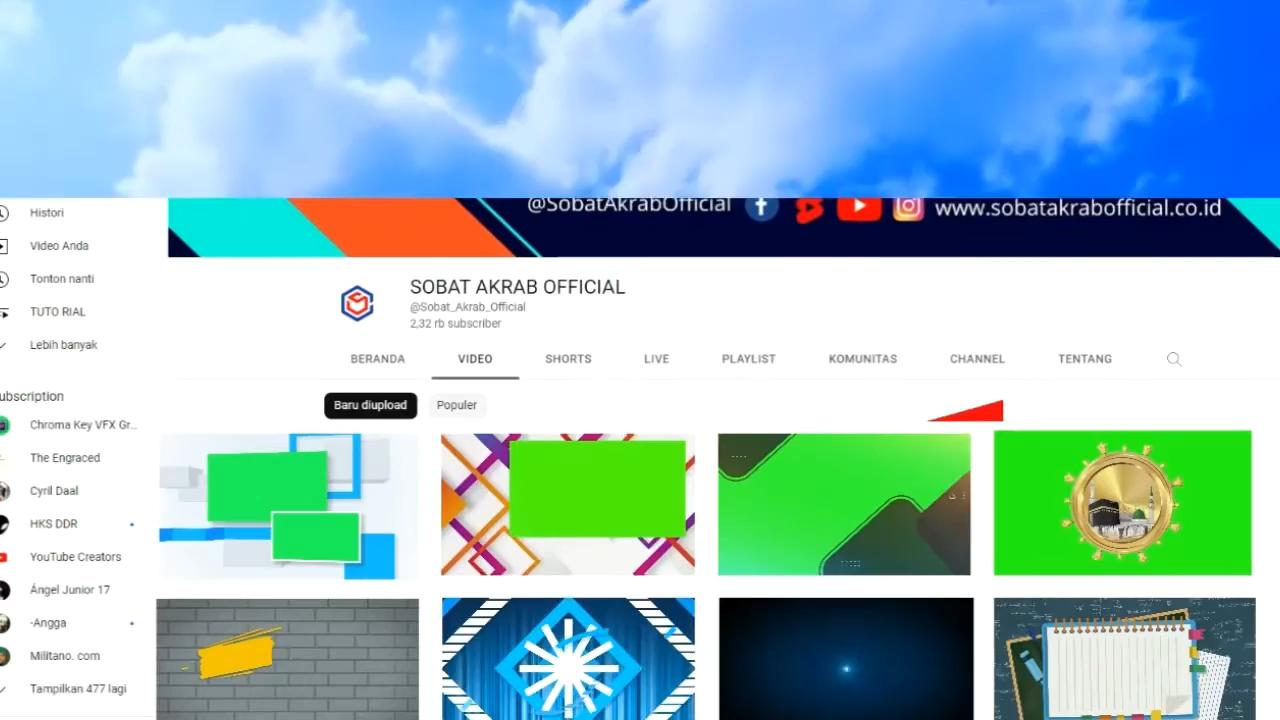 @SobatAkrabOfficial
www.sobatakrabofficial.co.id
Histori
Video Anda
Tonton nanti
TUTO RIAL
Lebih banyak
ubscription
Chroma Key VFX Gr...
The Engraced
Cyril Daal
HKS DDR
YouTube Creators
Ángel Junior 17
-Angga
Militano. com
Tampilkan 477 lagi
SOBAT AKRAB OFFICIAL
@Sobat_Akrab_Official
2,32 rb subscriber
BERANDA VIDEO SHORTS LIVE PLAYLIST KOMUNITAS CHANNEL TENTANG
Baru diupload Populer